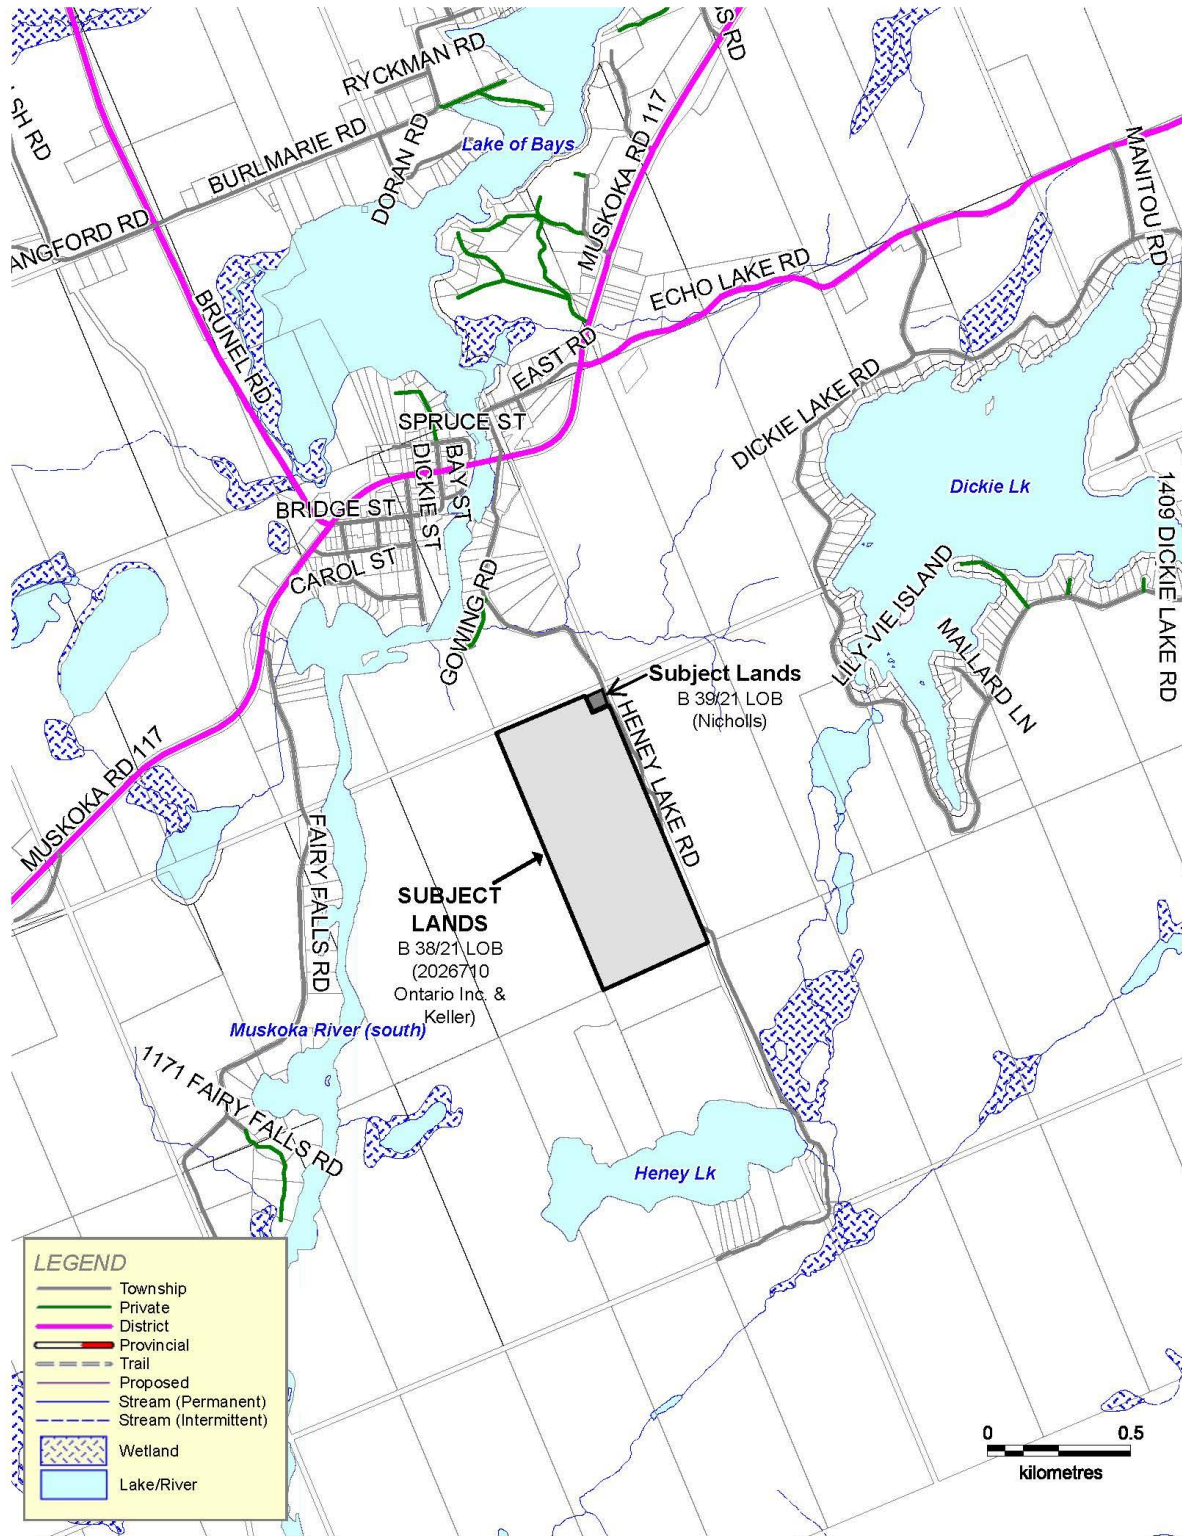 RYCKMAN RD
BURLMARIE RD
DORAN RD
Lake of Bays
MUSKOKA RD 117
MANITOU RD
ECHO LAKE RD
BRUNEL RD
EAST RD
SPRUCE ST
DICKIE ST
BAY ST
BRIDGE ST
CAROL ST
GOWING RD
DICKIE LAKE RD
Dickie Lk
1409 DICKIE LAKE RD
LILY-VIE ISLAND
MALLARD LN
Subject Lands
B 39/21 LOB
(Nicholls)
HENEY LAKE RD
MUSKOKA RD 117
FAIRY FALLS RD
SUBJECT
LANDS
B 38/21 LOB
(2026710
Ontario Inc. &
Keller)
Muskoka River (south)
1171 FAIRY FALLS RD
Heney Lk
LEGEND
Township
Private
District
Provincial
Trail
Proposed
Stream (Permanent)
Stream (Intermittent)
Wetland
Lake/River
0 0.5
kilometres